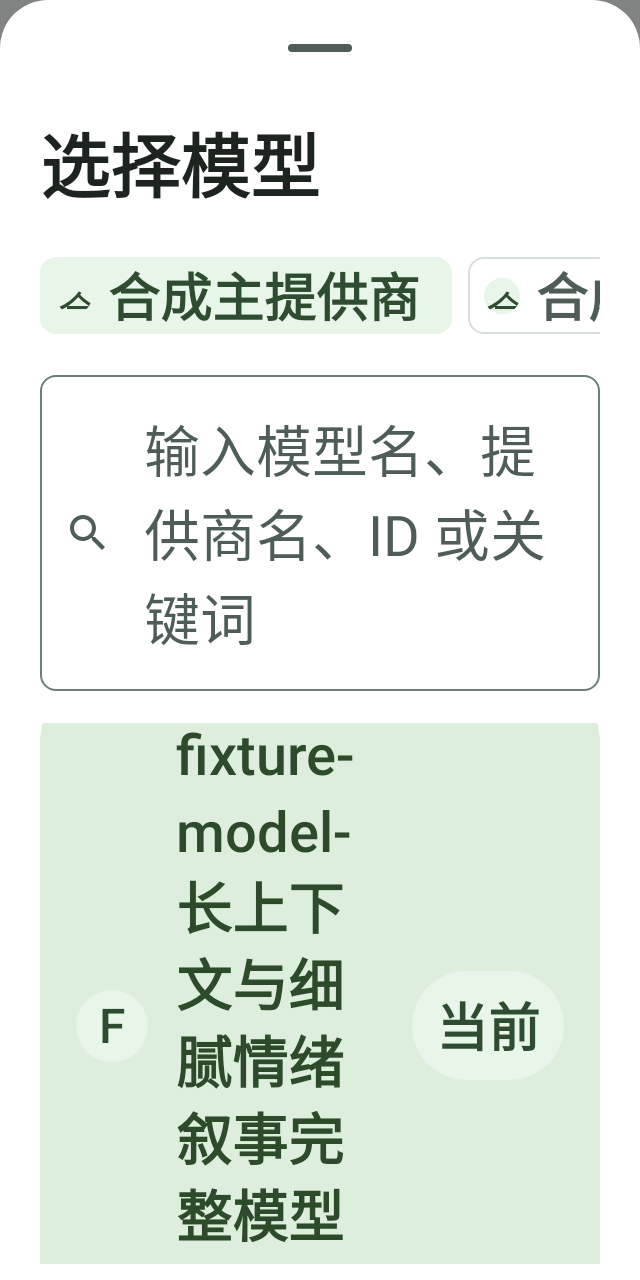 选择模型
合成主提供商
合成
输入模型名、提
供商名、ID 或关
键词
fixture-
model-
长上下
文与细
腻情绪
叙事完
整模型
F
当前